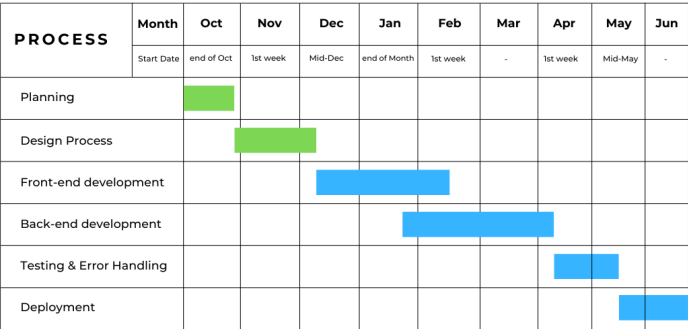 PROCESS
Month Oct Nov Dec Jan Feb Mar Apr May Jun
Start Date end of Oct 1st week Mid-Dec end of Month 1st week - 1st week Mid-May -
Planning
Design Process
Front-end development
Back-end development
Testing & Error Handling
Deployment